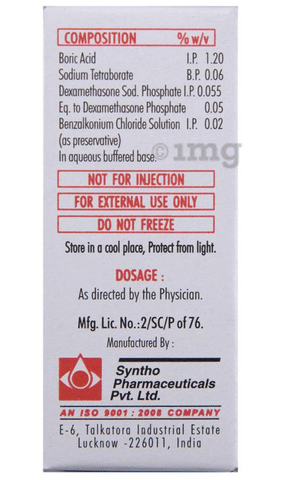 COMPOSITION % w/v
Boric Acid I.P. 1.20
Sodium Tetraborate B.P. 0.06
Dexamethasone Sod. Phosphate I.P. 0.055
Eq. to Dexamethasone Phosphate 0.05
Benzalkonium Chloride Solution I.P. 0.02
(as preservative)
In aqueous buffered base.
1mg
NOT FOR INJECTION
FOR EXTERNAL USE ONLY
DO NOT FREEZE
Store in a cool place, Protect from light.
DOSAGE :
As directed by the Physician.
Mfg. Lic. No.:2/SC/P of 76.
Manufactured By :
Syntho
Pharmaceuticals
Pvt. Ltd.
AN ISO 9001 : 2008 COMPANY
E-6, Talkatora Industrial Estate
Lucknow -226011, India